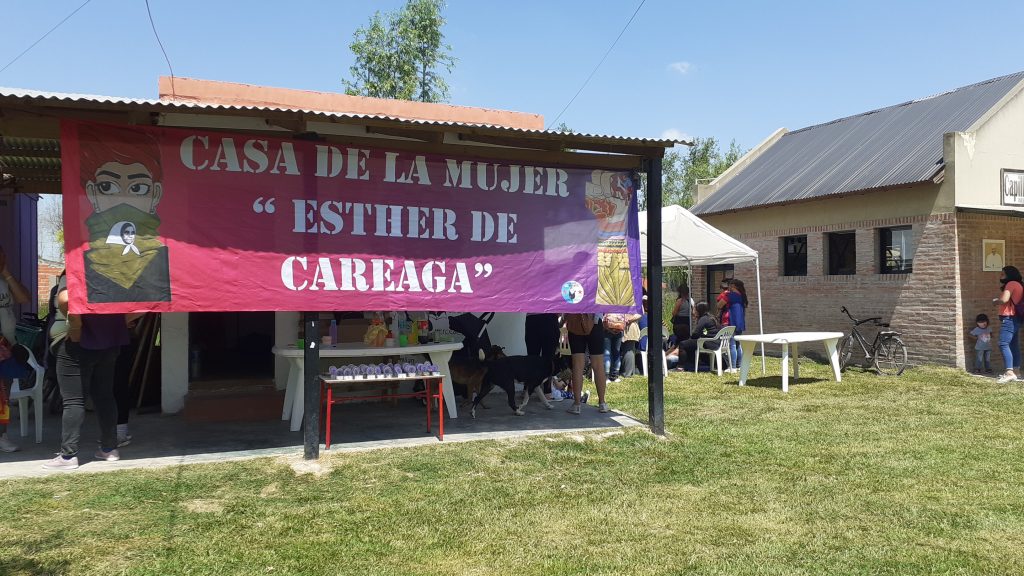 CASA DE LA MUJER
“ ESTHER DE
CAREAGA”